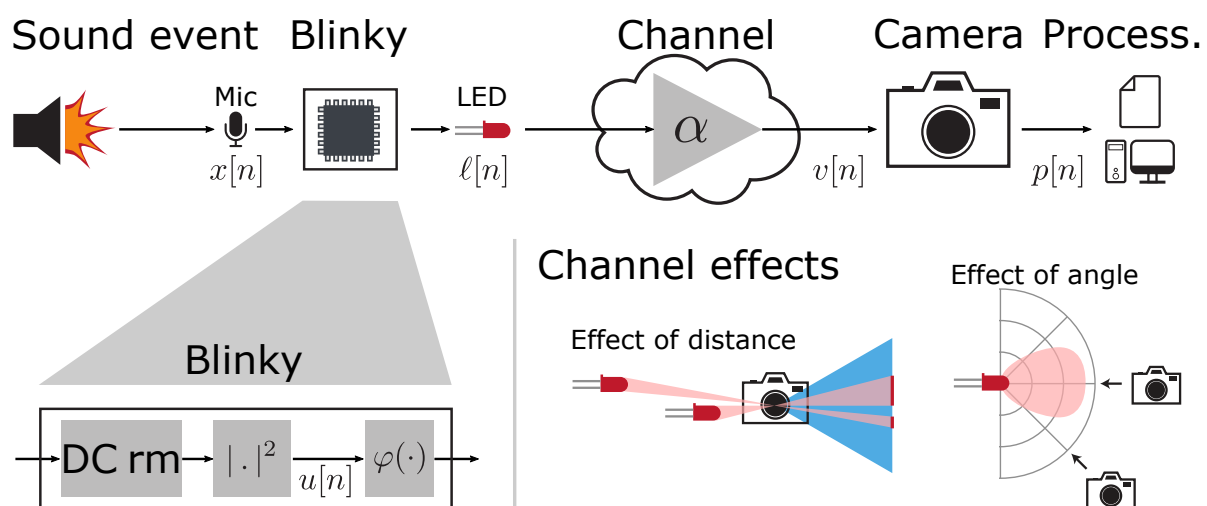 Sound event Blinky Channel Camera Process.
Mic LED
α
x[n] ℓ[n] v[n] p[n]
Channel effects
Effect of angle
Effect of distance
Blinky
DC rm | . |² φ(·)
u[n]